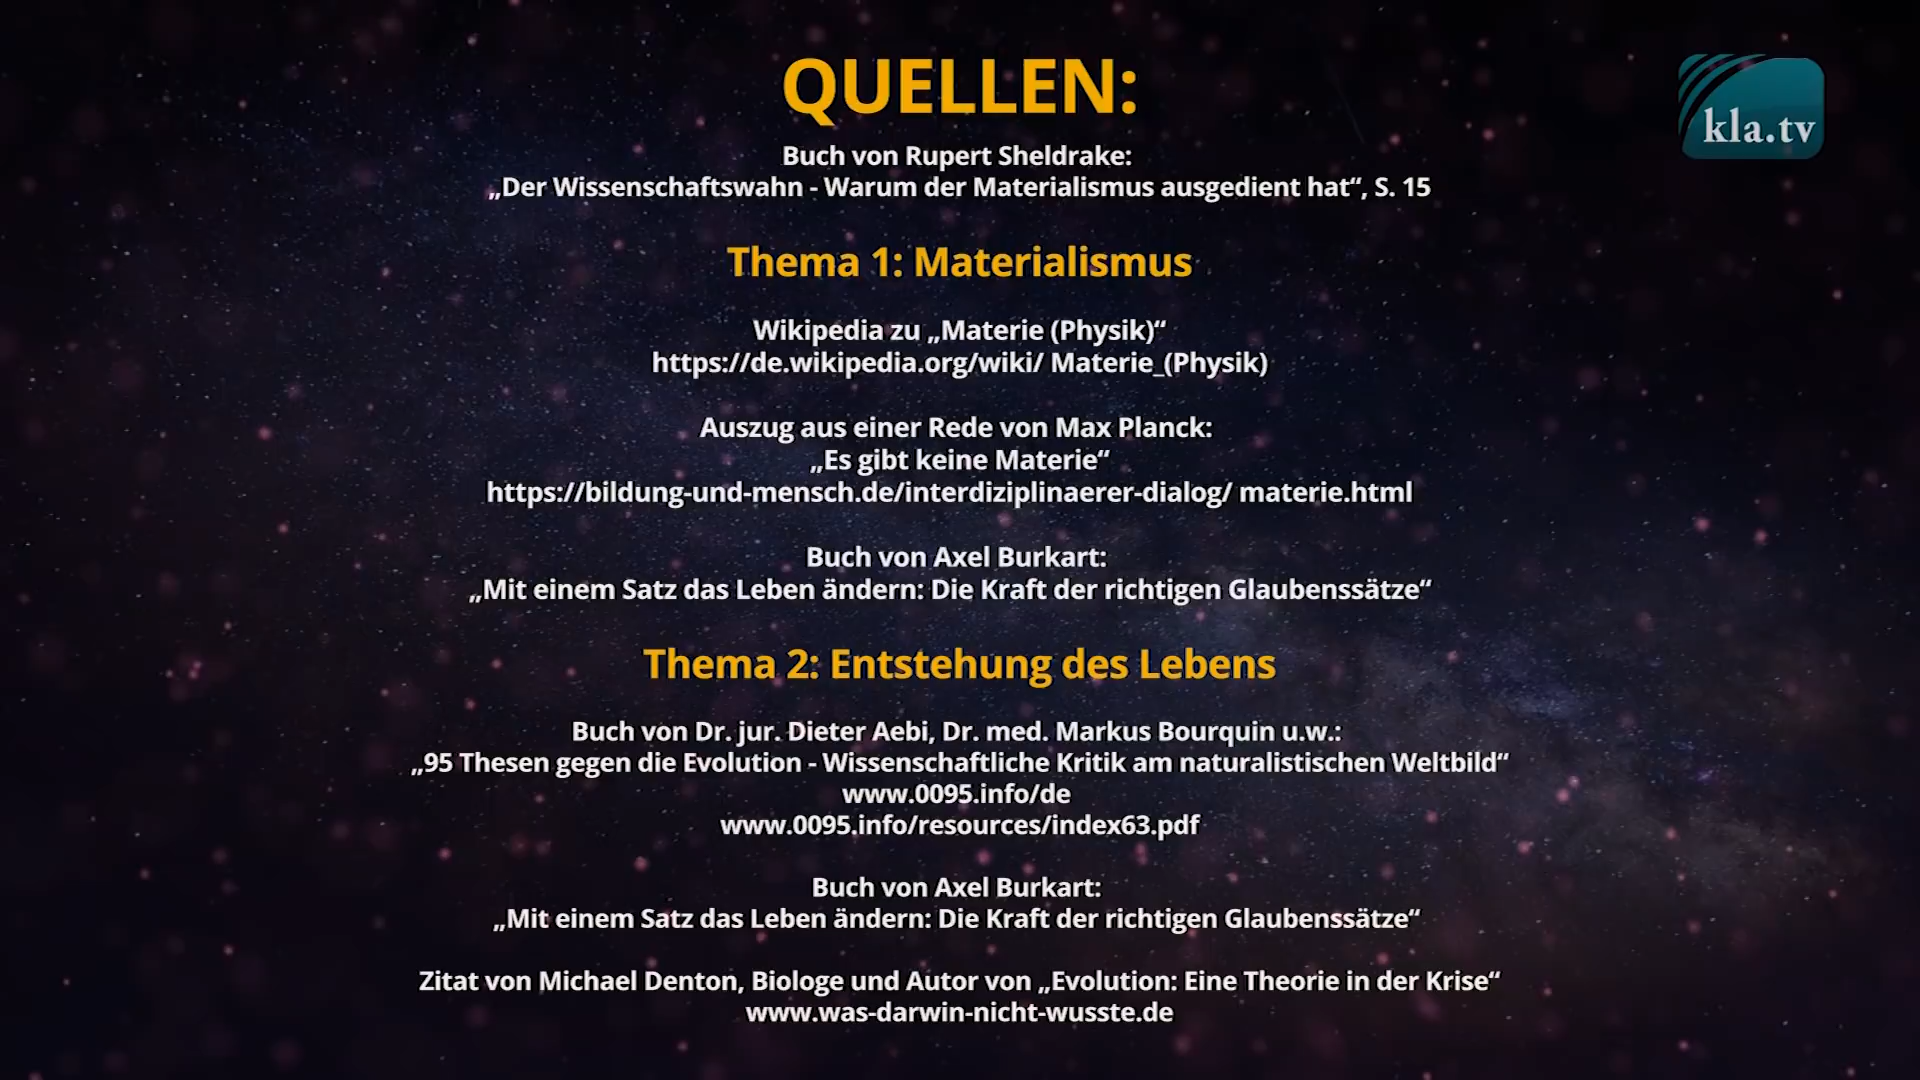 QUELLEN:
kla.tv
Buch von Rupert Sheldrake:
„Der Wissenschaftswahn - Warum der Materialismus ausgedient hat“, S. 15
Thema 1: Materialismus
Wikipedia zu „Materie (Physik)“
https://de.wikipedia.org/wiki/ Materie_(Physik)
Auszug aus einer Rede von Max Planck:
„Es gibt keine Materie“
https://bildung-und-mensch.de/interdiziplinaerer-dialog/ materie.html
Buch von Axel Burkart:
„Mit einem Satz das Leben ändern: Die Kraft der richtigen Glaubenssätze“
Thema 2: Entstehung des Lebens
Buch von Dr. jur. Dieter Aebi, Dr. med. Markus Bourquin u.w.:
„95 Thesen gegen die Evolution - Wissenschaftliche Kritik am naturalistischen Weltbild“
www.0095.info/de
www.0095.info/resources/index63.pdf
Buch von Axel Burkart:
„Mit einem Satz das Leben ändern: Die Kraft der richtigen Glaubenssätze“
Zitat von Michael Denton, Biologe und Autor von „Evolution: Eine Theorie in der Krise“
www.was-darwin-nicht-wusste.de